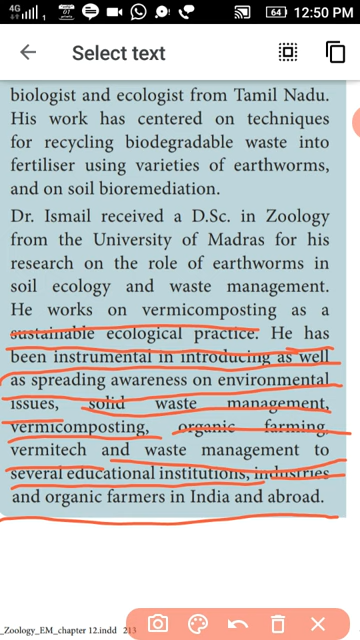 4G
64
12:50 PM
Select text
biologist and ecologist from Tamil Nadu.
His work has centered on techniques
for recycling biodegradable waste into
fertiliser using varieties of earthworms,
and on soil bioremediation.
Dr. Ismail received a D.Sc. in Zoology
from the University of Madras for his
research on the role of earthworms in
soil ecology and waste management.
He works on vermicomposting as a
sustainable ecological practice. He has
been instrumental in introducing as well
as spreading awareness on environmental
issues, solid waste management,
vermicomposting, organic farming,
vermitech and waste management to
several educational institutions, industries
and organic farmers in India and abroad.
_Zoology_EM_chapter 12.indd 213